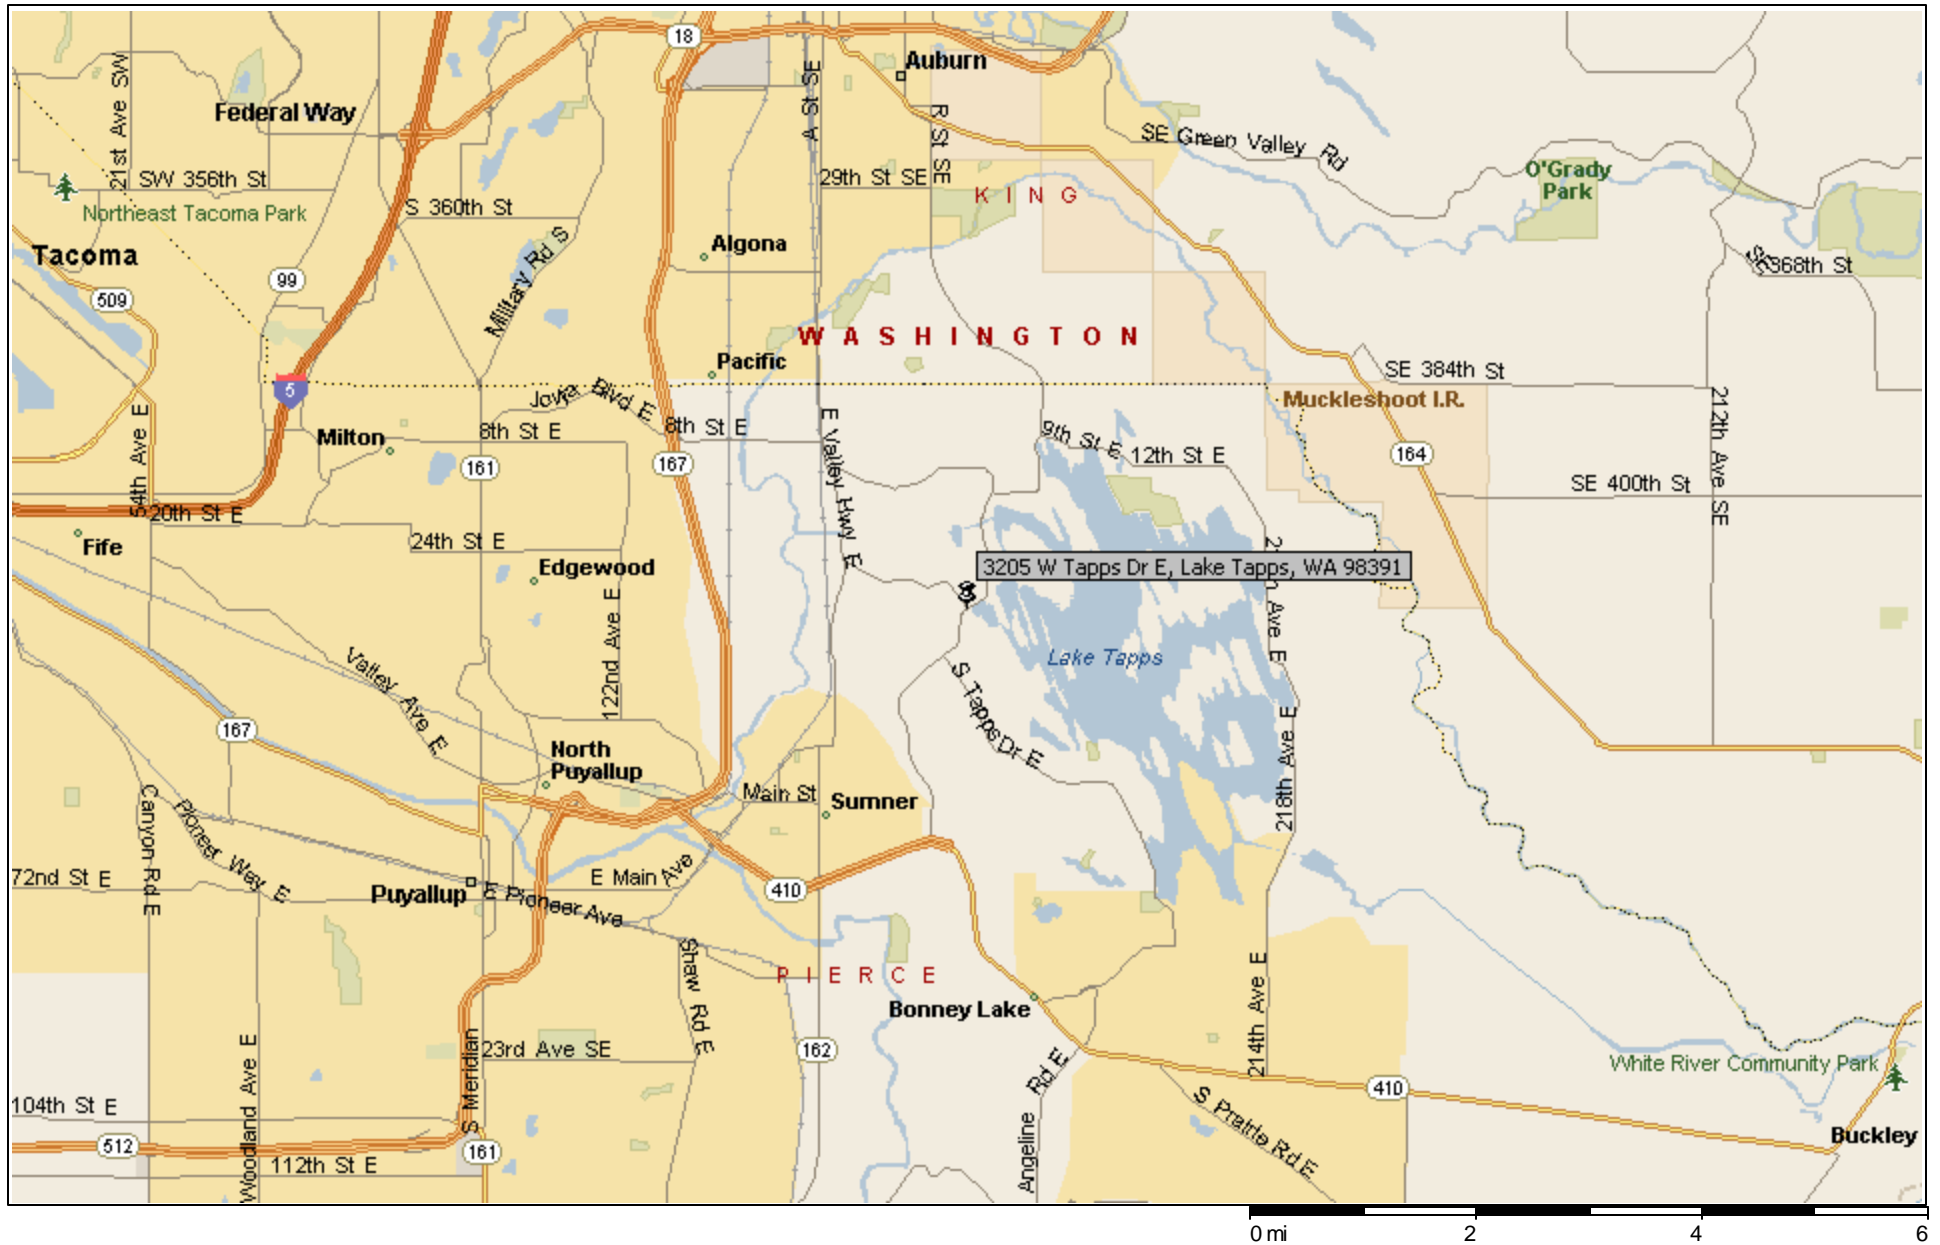 18
Auburn
21st Ave SW
Federal Way
A St SE
R St SE
SE Green Valley Rd
O'Grady
Park
SW 356th St
29th St SE
KING
Northeast Tacoma Park
S 360th St
Military Rd S
Algona
Tacoma
99
509
SE 368th St
WASHINGTON
Pacific
SE 384th St
5
Jovita Blvd E
Muckleshoot I.R.
212th Ave SE
54th Ave E
Milton
8th St E
8th St E
E Valley Hwy E
9th St E
12th St E
161
167
164
SE 400th St
20th St E
24th St E
Fife
Edgewood
3205 W Tapps Dr E, Lake Tapps, WA 98391
122nd Ave E
Ave E
Valley Ave E
Lake Tapps
S Tapps Dr E
167
North
Puyallup
218th Ave E
Main St
Sumner
Canyon Rd E
Pioneer Way E
72nd St E
E Main Ave
410
Puyallup
E Pioneer Ave
Shaw Rd E
PIERCE
214th Ave E
Bonney Lake
Woodland Ave E
S Meridian
23rd Ave SE
162
Angeline Rd E
White River Community Park
410
104th St E
S Prairie Rd E
512
161
Buckley
112th St E
0 mi 2 4 6